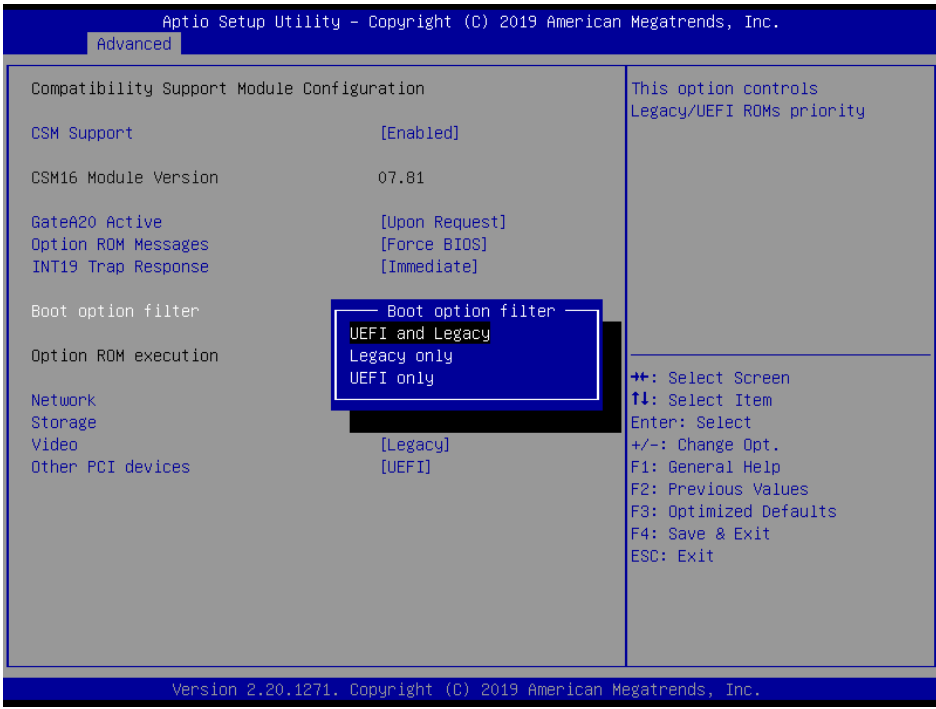 Aptio Setup Utility – Copyright (C) 2019 American Megatrends, Inc.
Advanced
Compatibility Support Module Configuration
CSM Support [Enabled]
CSM16 Module Version 07.81
GateA20 Active [Upon Request]
Option ROM Messages [Force BIOS]
INT19 Trap Response [Immediate]
Boot option filter
Option ROM execution
Network
Storage
Video [Legacy]
Other PCI devices [UEFI]
Boot option filter
UEFI and Legacy
Legacy only
UEFI only
This option controls
Legacy/UEFI ROMs priority
→←: Select Screen
↑↓: Select Item
Enter: Select
+/-: Change Opt.
F1: General Help
F2: Previous Values
F3: Optimized Defaults
F4: Save & Exit
ESC: Exit
Version 2.20.1271. Copyright (C) 2019 American Megatrends, Inc.